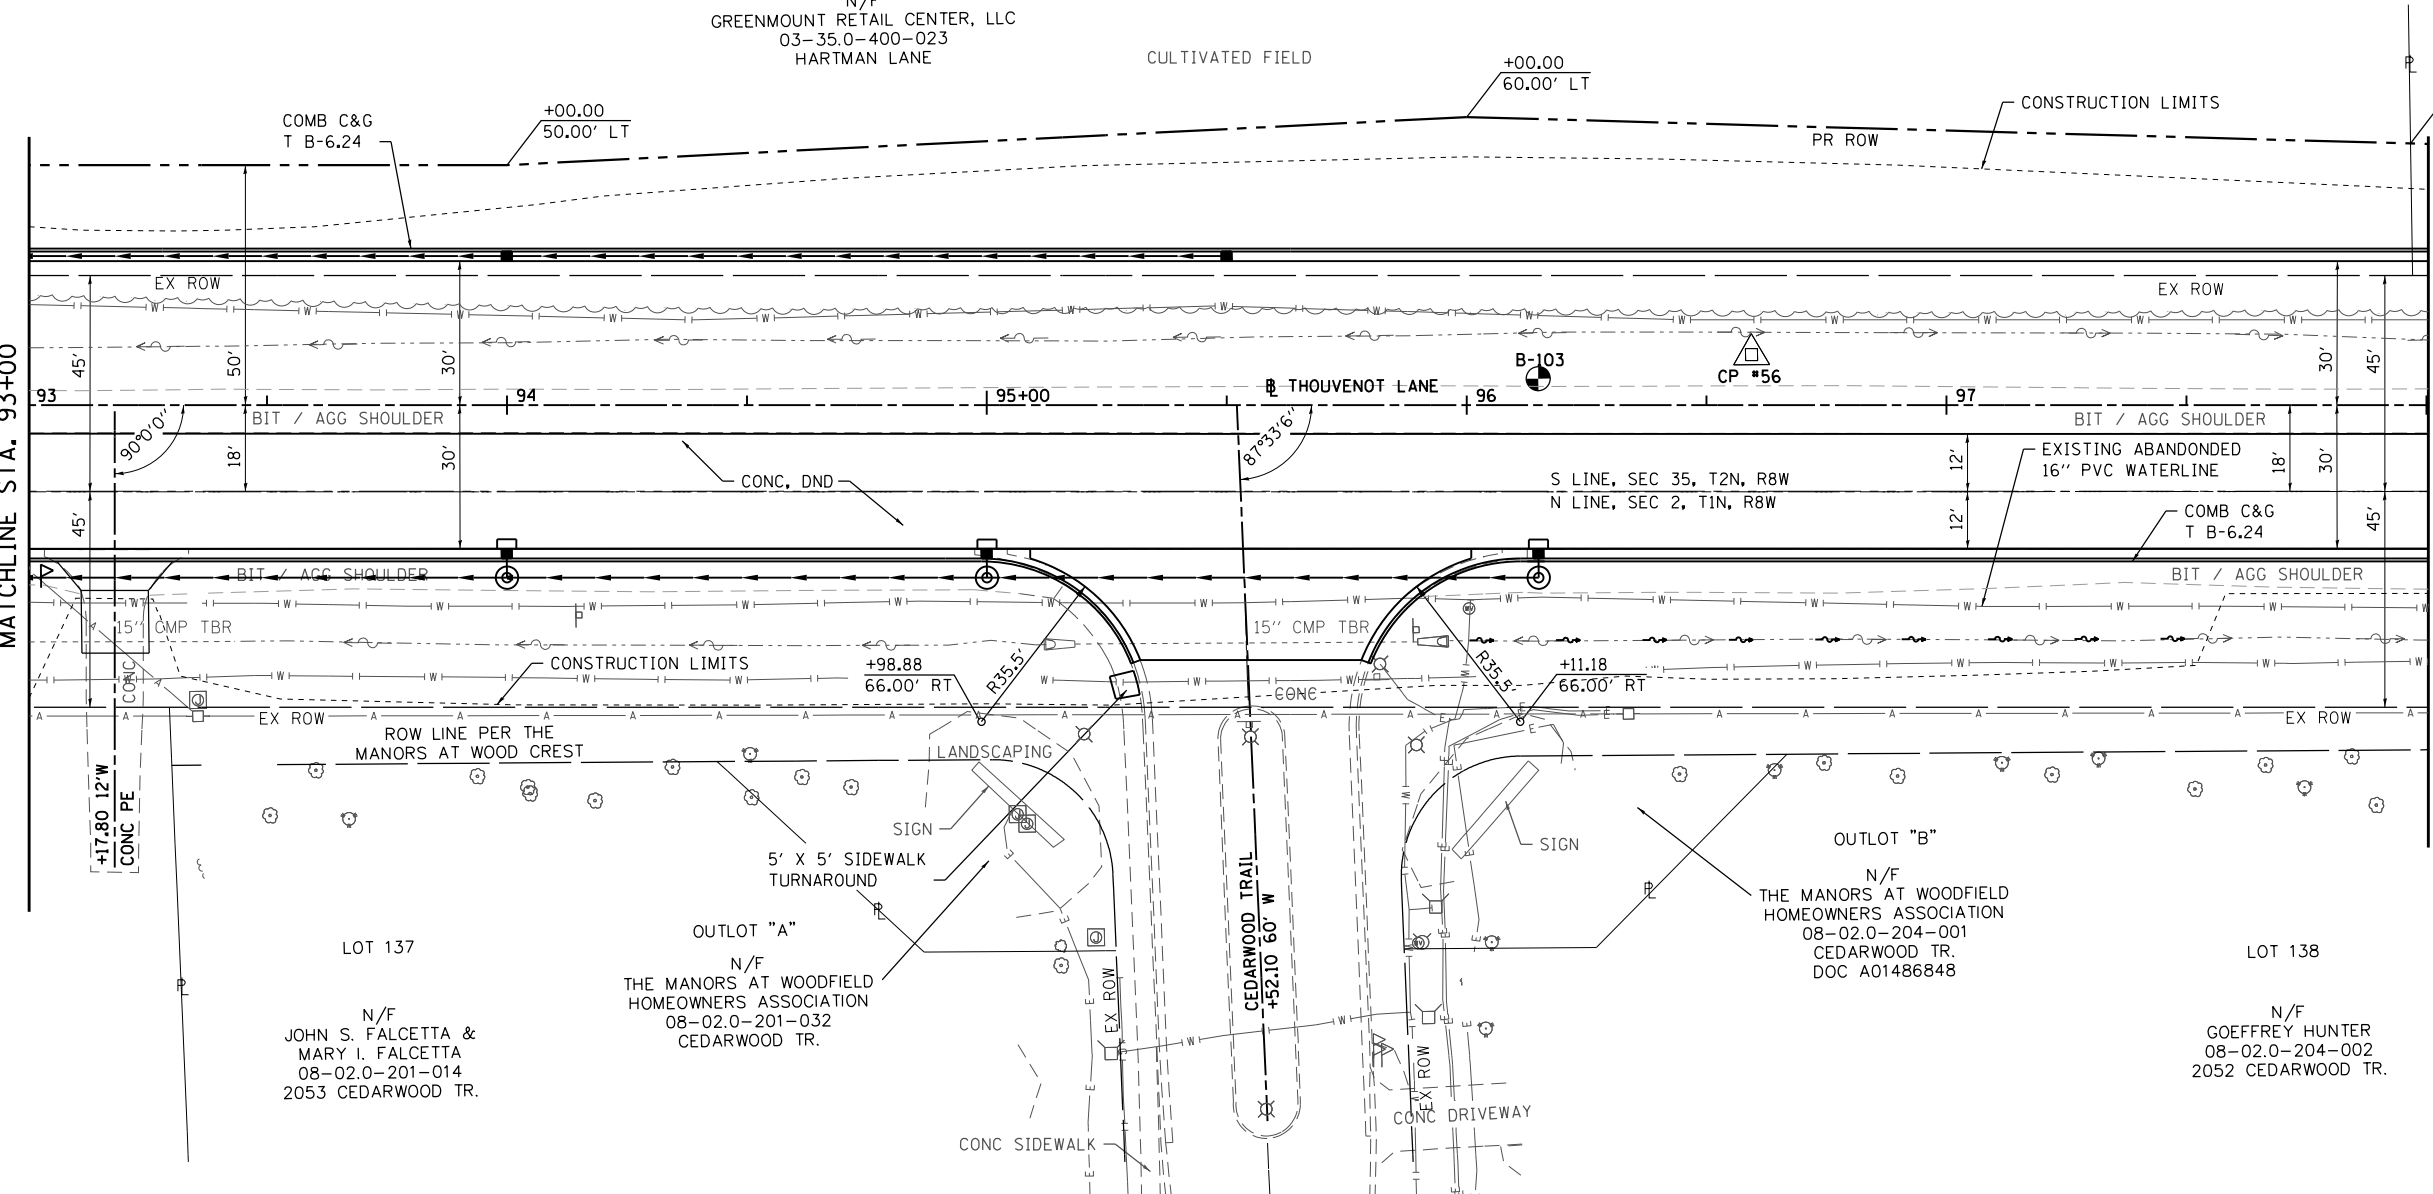 N/F
GREENMOUNT RETAIL CENTER, LLC
03-35.0-400-023
HARTMAN LANE
CULTIVATED FIELD
+00.00
60.00' LT
CONSTRUCTION LIMITS
PR ROW
COMB C&G
T B-6.24
+00.00
50.00' LT
EX ROW
EX ROW
45'
50'
30'
30'
45'
MATCHLINE STA. 93+00
93
94
95+00
96
97
THOUVENOT LANE
B-103
CP #56
BIT / AGG SHOULDER
BIT / AGG SHOULDER
90°0'0"
87°33'6"
18'
30'
45'
CONC, DND
S LINE, SEC 35, T2N, R8W
N LINE, SEC 2, T1N, R8W
12'
12'
18'
30'
45'
EXISTING ABANDONDED
16" PVC WATERLINE
COMB C&G
T B-6.24
BIT / AGG SHOULDER
BIT / AGG SHOULDER
15" CMP TBR
15" CMP TBR
CONC
CONSTRUCTION LIMITS
+98.88
66.00' RT
R35.5'
R35.5'
+11.18
66.00' RT
CONC
EX ROW
EX ROW
ROW LINE PER THE
MANORS AT WOOD CREST
LANDSCAPING
+17.80 12'W
CONC PE
SIGN
SIGN
5' X 5' SIDEWALK
TURNAROUND
CEDARWOOD TRAIL
+52.10 60' W
OUTLOT "A"
N/F
THE MANORS AT WOODFIELD
HOMEOWNERS ASSOCIATION
08-02.0-201-032
CEDARWOOD TR.
OUTLOT "B"
N/F
THE MANORS AT WOODFIELD
HOMEOWNERS ASSOCIATION
08-02.0-204-001
CEDARWOOD TR.
DOC A01486848
LOT 137
N/F
JOHN S. FALCETTA &
MARY I. FALCETTA
08-02.0-201-014
2053 CEDARWOOD TR.
LOT 138
N/F
GOEFFREY HUNTER
08-02.0-204-002
2052 CEDARWOOD TR.
EX ROW
EX ROW
CONC DRIVEWAY
CONC SIDEWALK